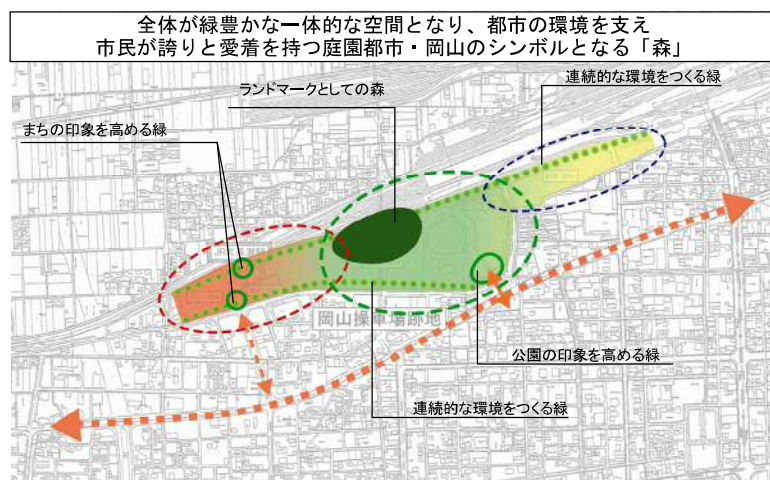 全体が緑豊かな一体的な空間となり、都市の環境を支え
市民が誇りと愛着を持つ庭園都市・岡山のシンボルとなる「森」
連続的な環境をつくる緑
ランドマークとしての森
まちの印象を高める緑
岡山操車場跡地
公園の印象を高める緑
連続的な環境をつくる緑